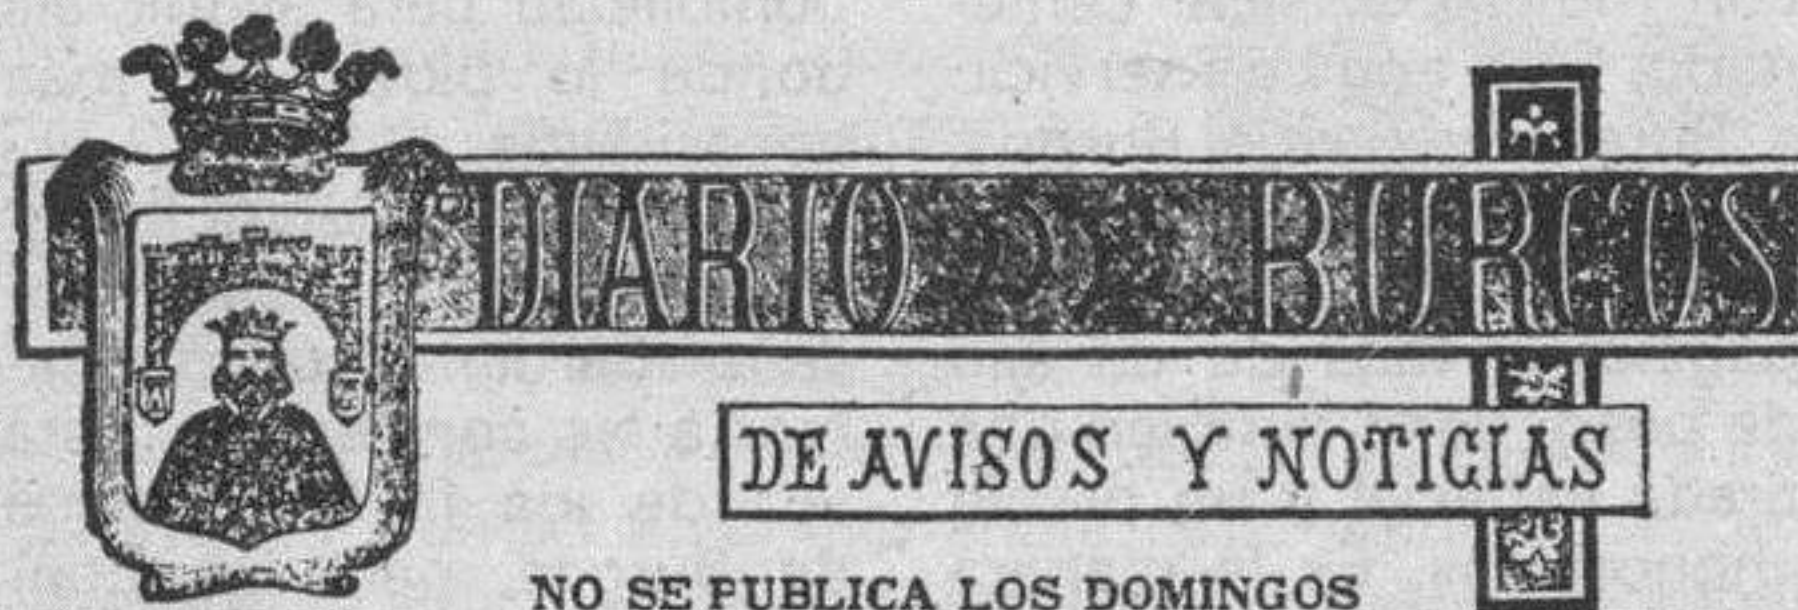 DIARIO DE BURGOS
DE AVISOS Y NOTICIAS
NO SE PUBLICA LOS DOMINGOS